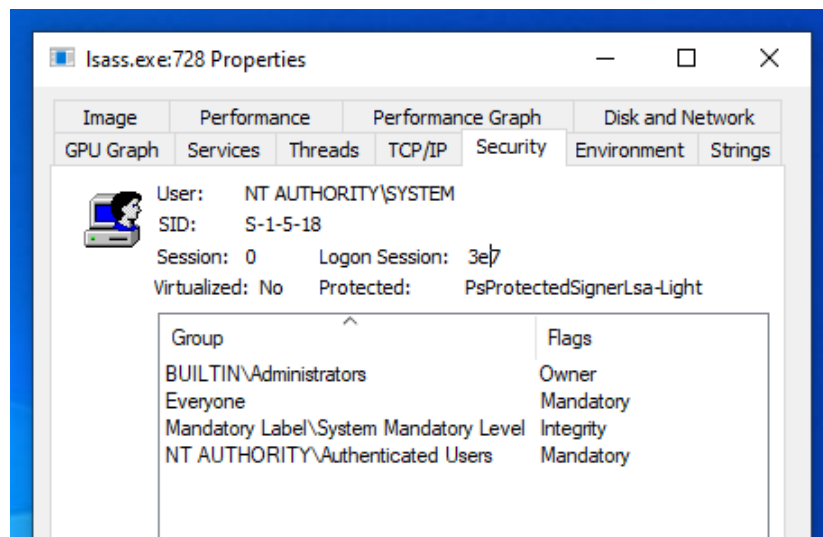 lsass.exe:728 Properties
Image Performance Performance Graph Disk and Network
GPU Graph Services Threads TCP/IP Security Environment Strings
User: NT AUTHORITY\SYSTEM
SID: S-1-5-18
Session: 0 Logon Session: 3e7
Virtualized: No Protected: PsProtectedSignerLsa-Light
Group Flags
BUILTIN\Administrators Owner
Everyone Mandatory
Mandatory Label\System Mandatory Level Integrity
NT AUTHORITY\Authenticated Users Mandatory